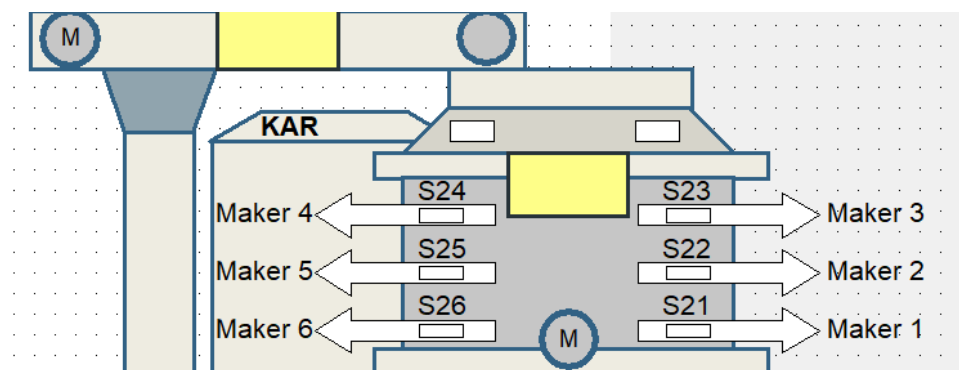 M
KAR
S24
S23
Maker 4
Maker 3
S25
S22
Maker 5
Maker 2
S26
S21
Maker 6
M
Maker 1